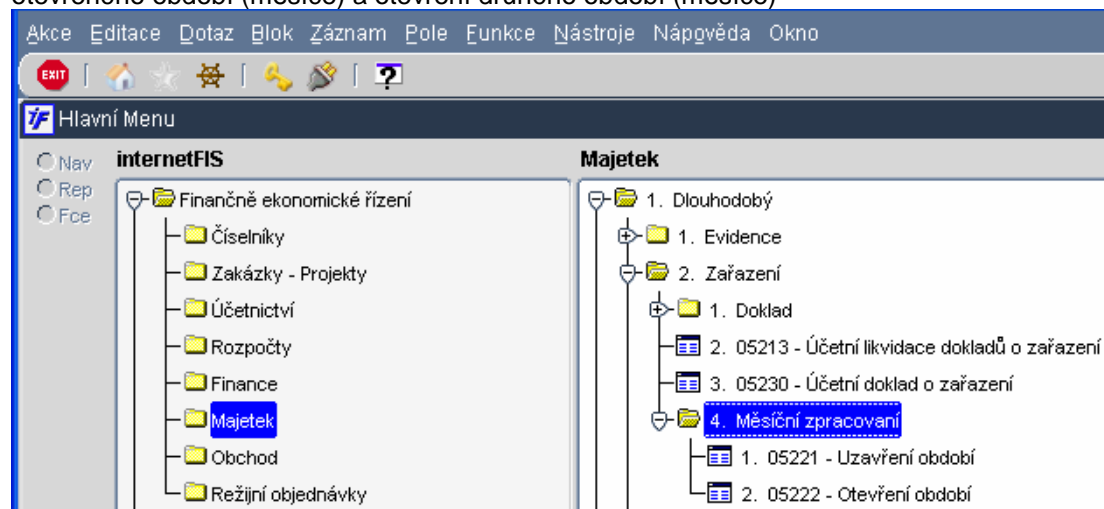 otevřeného období (měsíce) a otevření druhého období (měsíce)
Akce Editace Dotaz Blok Záznam Pole Funkce Nástroje Nápověda Okno
EXIT
Hlavní Menu
Nav
Rep
Fce
internetFIS
Finančně ekonomické řízení
Číselníky
Zakázky - Projekty
Účetnictví
Rozpočty
Finance
Majetek
Obchod
Režijní objednávky
Majetek
1. Dlouhodobý
1. Evidence
2. Zařazení
1. Doklad
2. 05213 - Účetní likvidace dokladů o zařazení
3. 05230 - Účetní doklad o zařazení
4. Měsíční zpracovaní
1. 05221 - Uzavření období
2. 05222 - Otevření období